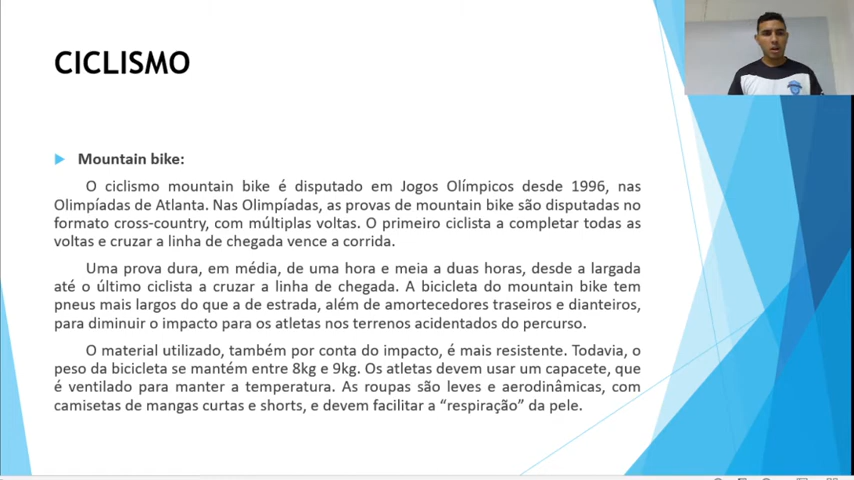 CICLISMO
Mountain bike:
O ciclismo mountain bike é disputado em Jogos Olímpicos desde 1996, nas
Olimpíadas de Atlanta. Nas Olimpíadas, as provas de mountain bike são disputadas no
formato cross-country, com múltiplas voltas. O primeiro ciclista a completar todas as
voltas e cruzar a linha de chegada vence a corrida.
Uma prova dura, em média, de uma hora e meia a duas horas, desde a largada
até o último ciclista a cruzar a linha de chegada. A bicicleta do mountain bike tem
pneus mais largos do que a de estrada, além de amortecedores traseiros e dianteiros,
para diminuir o impacto para os atletas nos terrenos acidentados do percurso.
O material utilizado, também por conta do impacto, é mais resistente. Todavia, o
peso da bicicleta se mantém entre 8kg e 9kg. Os atletas devem usar um capacete, que
é ventilado para manter a temperatura. As roupas são leves e aerodinâmicas, com
camisetas de mangas curtas e shorts, e devem facilitar a “respiração” da pele.